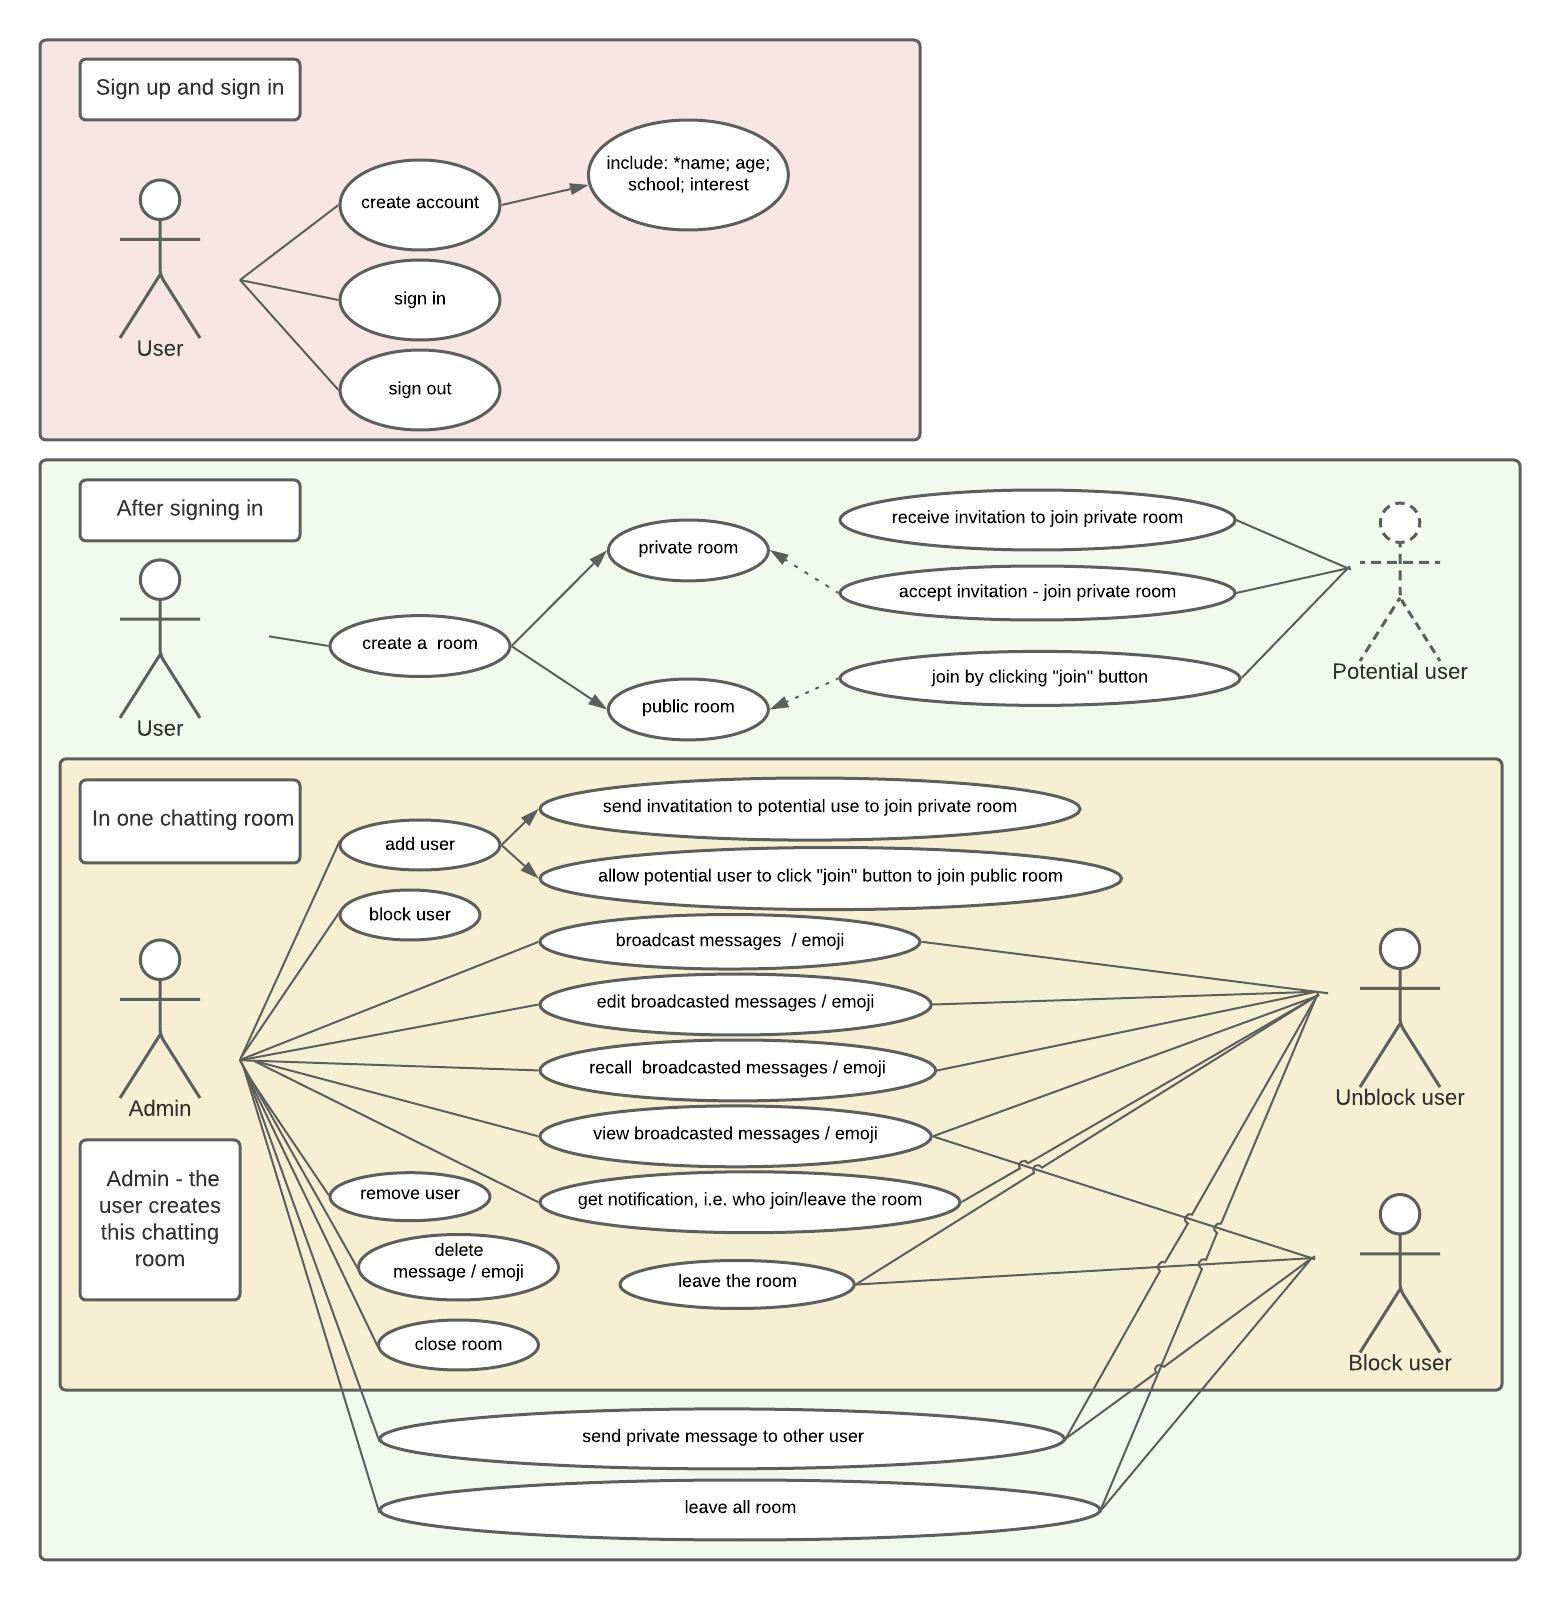 Sign up and sign in
include: *name; age;
school; interest
create account
sign in
User
sign out
After signing in
receive invitation to join private room
private room
accept invitation - join private room
create a  room
Potential user
join by clicking "join" button
public room
User
In one chatting room
send invatitation to potential use to join private room
add user
allow potential user to click "join" button to join public room
block user
broadcast messages  / emoji
edit broadcasted messages / emoji
recall  broadcasted messages / emoji
Unblock user
Admin
view broadcasted messages / emoji
Admin - the
user creates
this chatting
room
remove user
get notification, i.e. who join/leave the room
delete
message / emoji
leave the room
close room
Block user
send private message to other user
leave all room